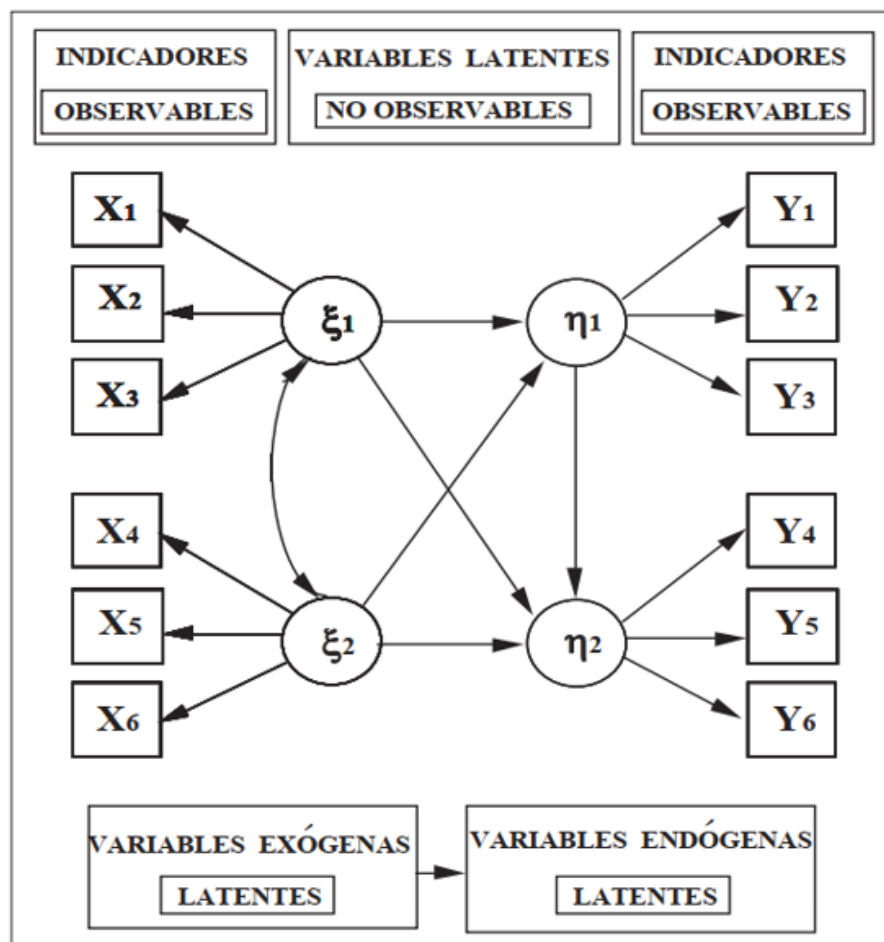 INDICADORES
OBSERVABLES
VARIABLES LATENTES
NO OBSERVABLES
INDICADORES
OBSERVABLES
X1
X2
X3
X4
X5
X6
ξ1
ξ2
η1
η2
Y1
Y2
Y3
Y4
Y5
Y6
VARIABLES EXÓGENAS
LATENTES
VARIABLES ENDÓGENAS
LATENTES